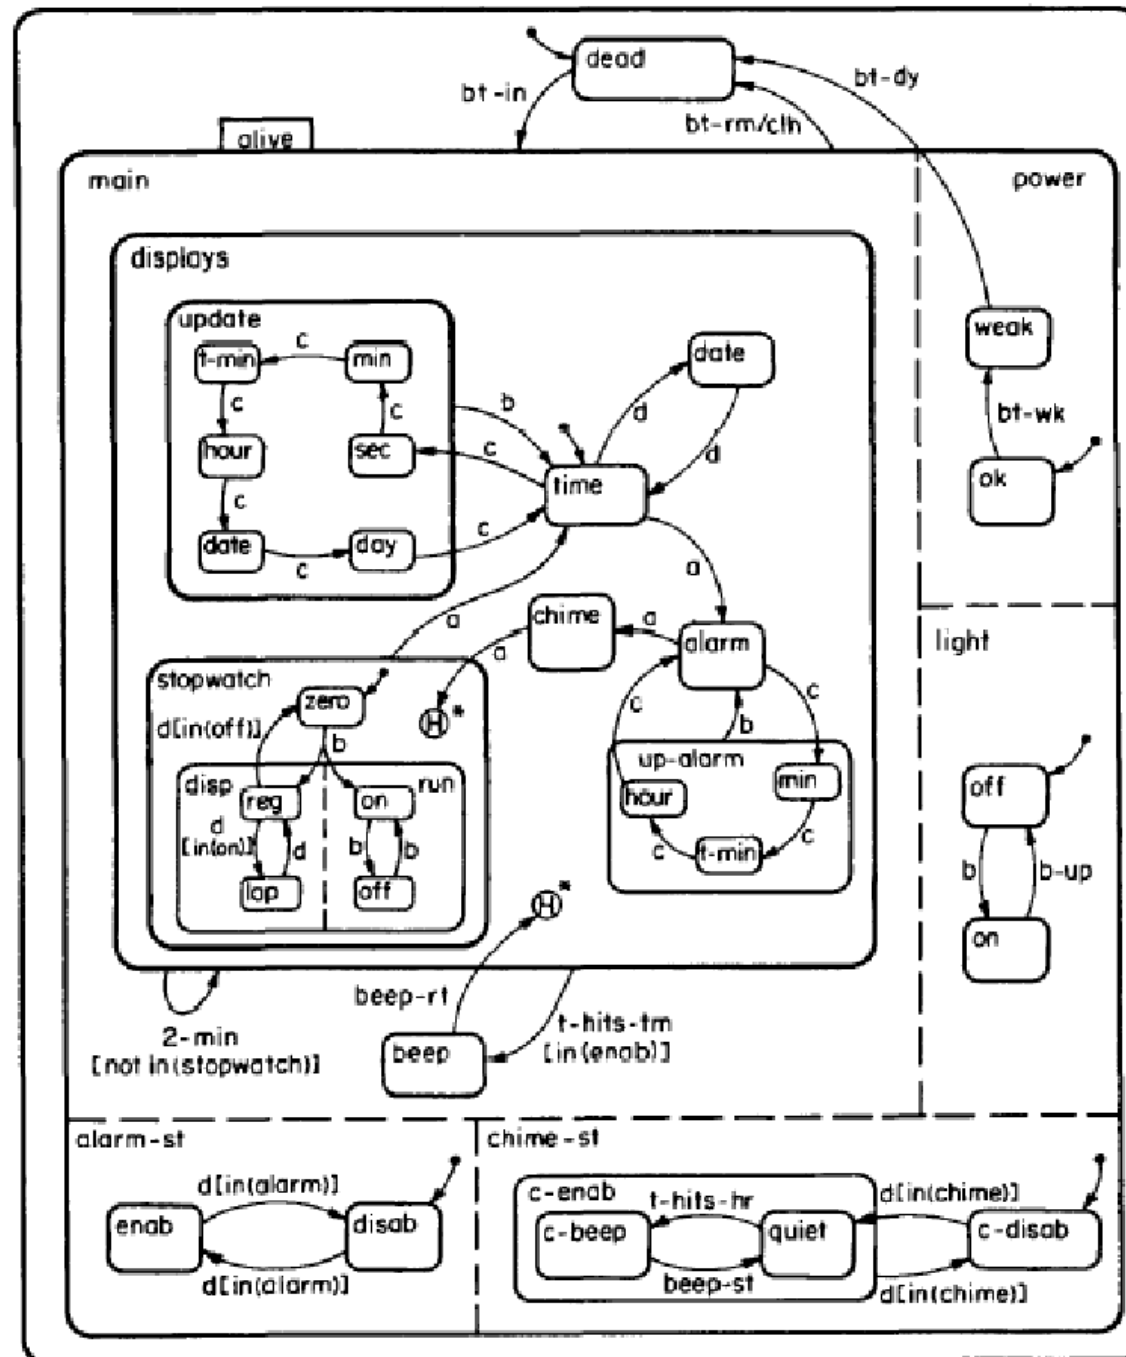 dead
bt-in
bt-dy
bt-rm/clh
alive
main
power
displays
update
t-min
c
min
date
weak
c
c
b
d
bt-wk
hour
sec
c
d
time
ok
c
date
c
day
c
a
a
chime
a
alarm
light
stopwatch
a
zero
c
c
d[in(off)]
H*
b
b
up-alarm
disp
reg
on
run
hour
min
off
d
[in(on)]
d
b
b
c
t-min
c
b
b-up
lap
off
H*
on
beep-rt
2-min
[not in(stopwatch)]
t-hits-tm
[in(enab)]
beep
alarm-st
chime-st
d[in(alarm)]
enab
disab
d[in(alarm)]
c-enab
t-hits-hr
d[in(chime)]
c-beep
quiet
c-disab
beep-st
d[in(chime)]